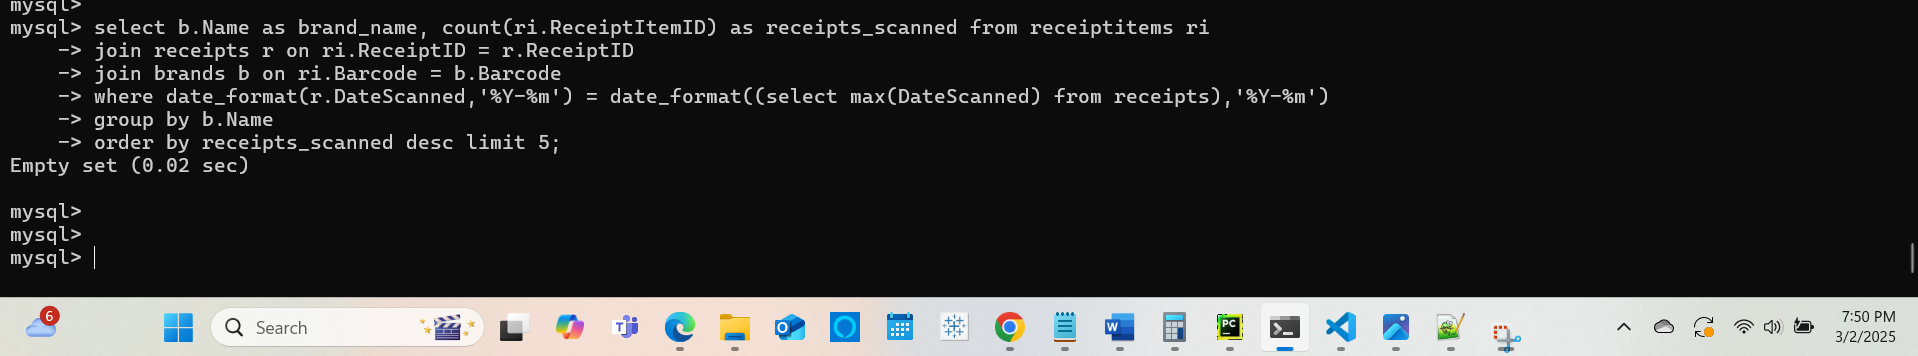 mysql>
mysql> select b.Name as brand_name, count(ri.ReceiptItemID) as receipts_scanned from receiptitems ri
    -> join receipts r on ri.ReceiptID = r.ReceiptID
    -> join brands b on ri.Barcode = b.Barcode
    -> where date_format(r.DateScanned,'%Y-%m') = date_format((select max(DateScanned) from receipts),'%Y-%m')
    -> group by b.Name
    -> order by receipts_scanned desc limit 5;
Empty set (0.02 sec)
mysql>
mysql>
mysql>
6
Search
W
PC
7:50 PM
3/2/2025